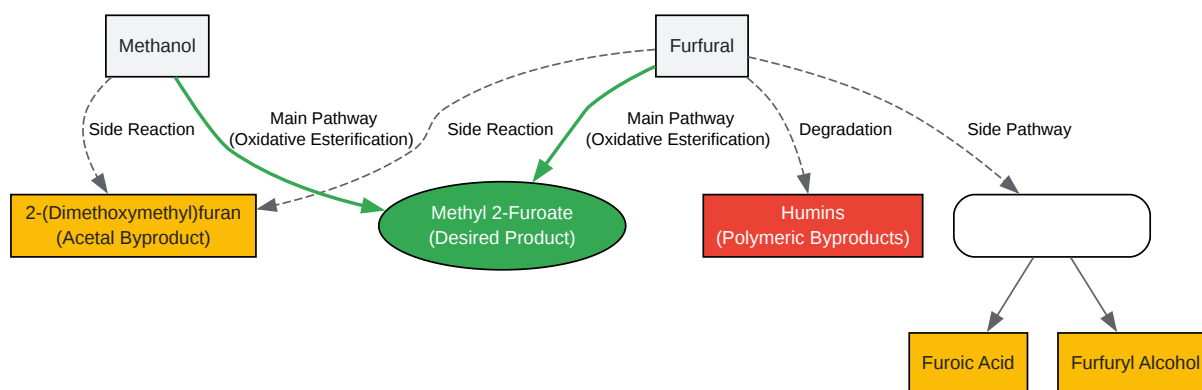 Methanol
Furfural
Side Reaction
Main Pathway
(Oxidative Esterification)
Side Reaction
Main Pathway
(Oxidative Esterification)
Degradation
Side Pathway
2-(Dimethoxymethyl)furan
(Acetal Byproduct)
Methyl 2-Furoate
(Desired Product)
Humins
(Polymeric Byproducts)
Furoic Acid
Furfuryl Alcohol